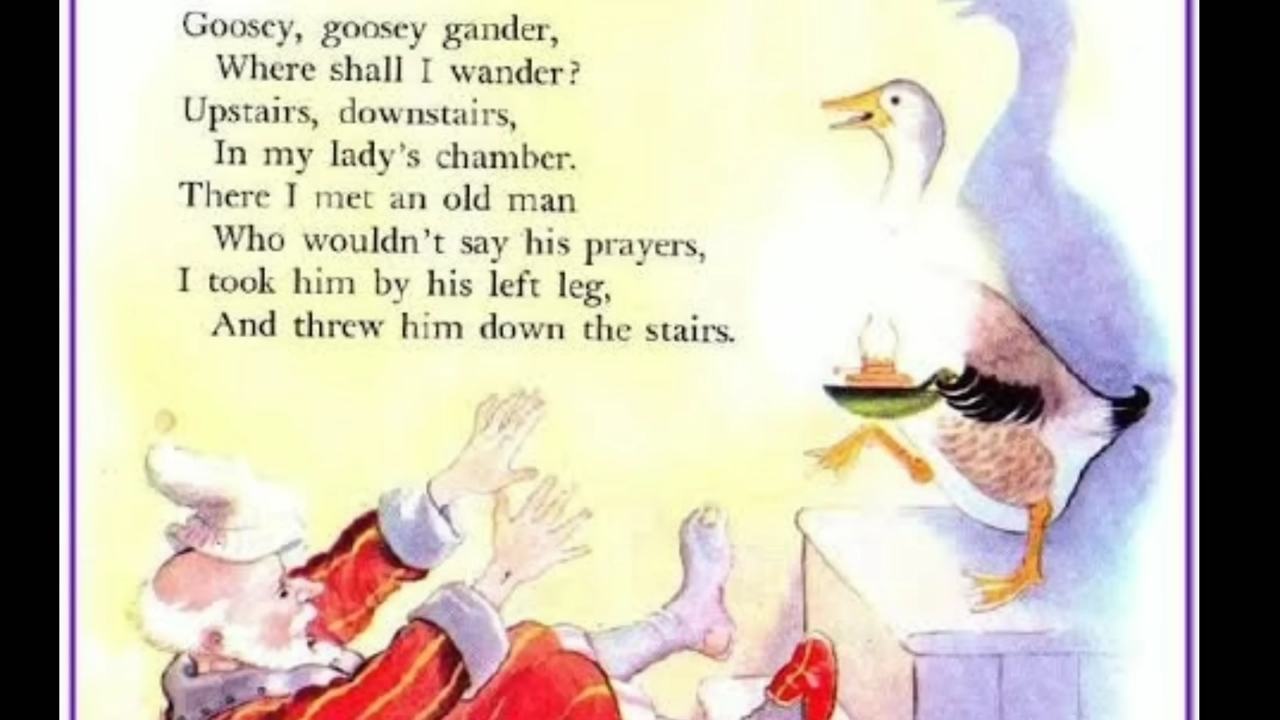 Goosey, goosey gander,
Where shall I wander?
Upstairs, downstairs,
In my lady's chamber.
There I met an old man
Who wouldn't say his prayers,
I took him by his left leg,
And threw him down the stairs.